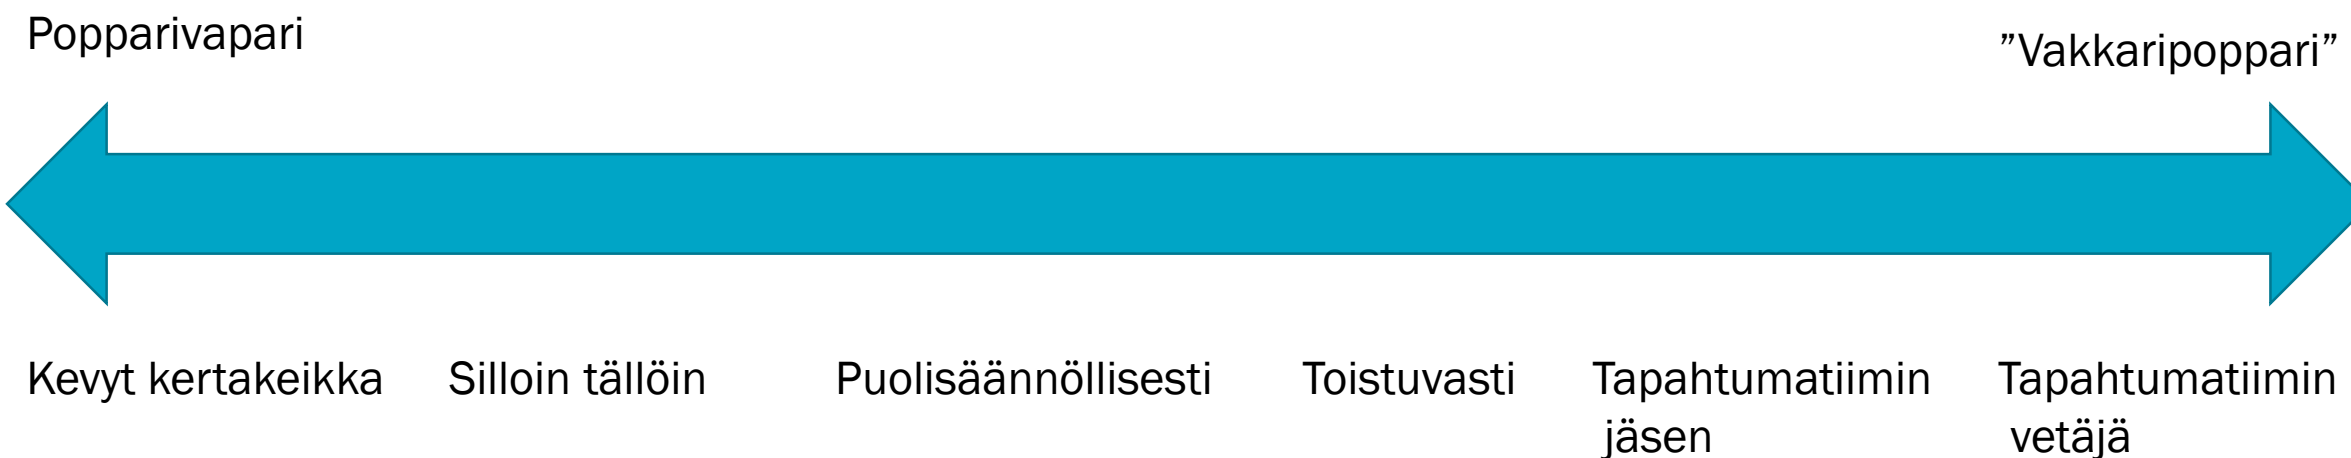 Popparivapari
”Vakkaripoppari”
Kevyt kertakeikka
Silloin tällöin
Puolisäännöllisesti
Toistuvasti
Tapahtumatiimin
jäsen
Tapahtumatiimin
vetäjä